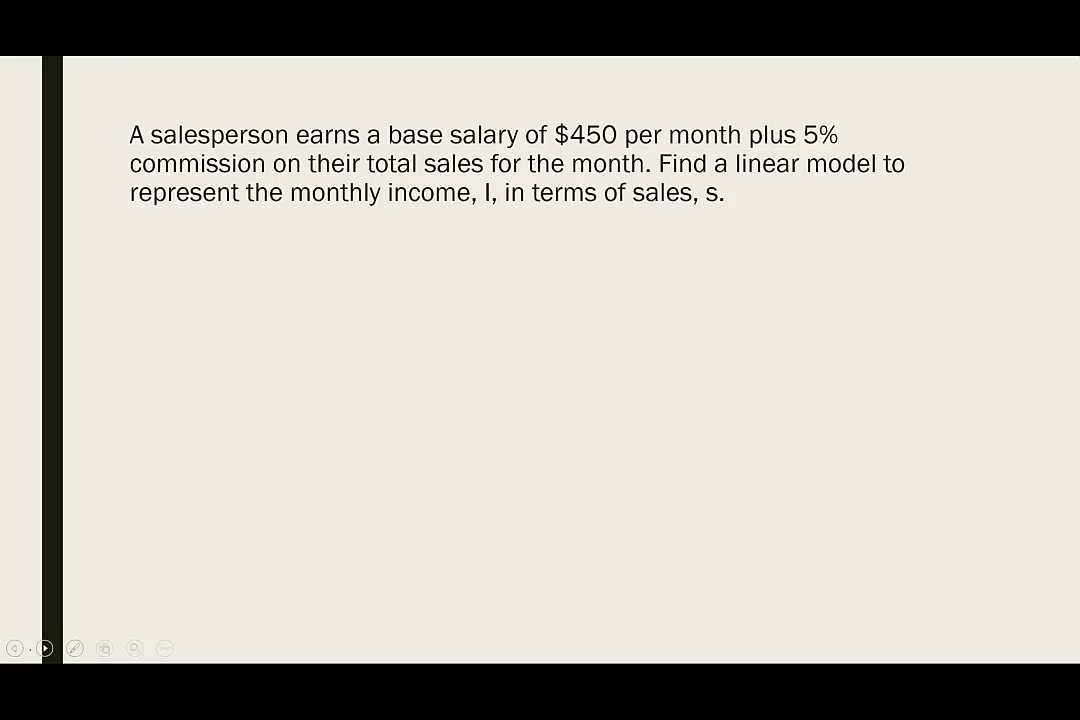 A salesperson earns a base salary of $450 per month plus 5%
commission on their total sales for the month. Find a linear model to
represent the monthly income, I, in terms of sales, s.